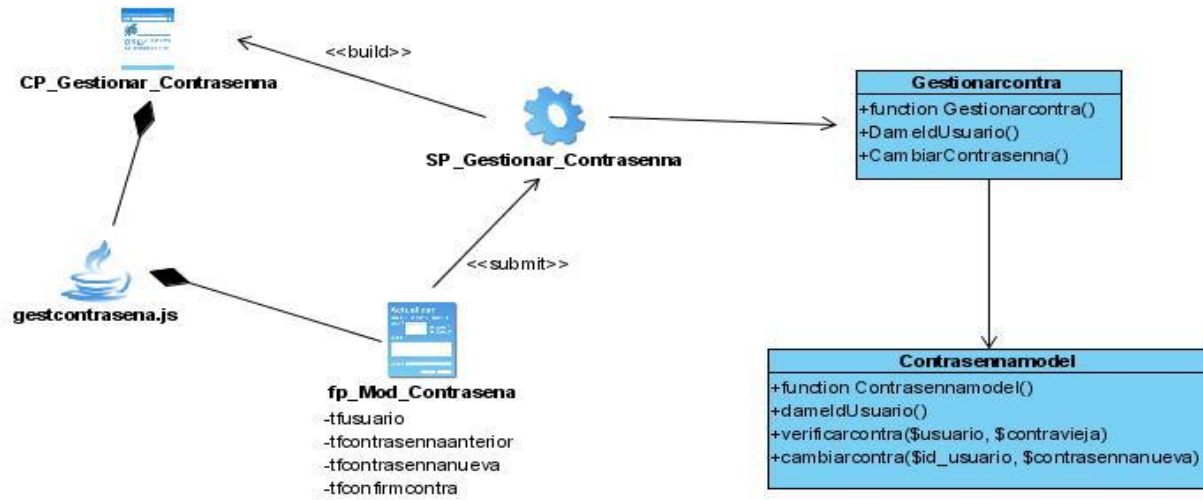 <<build>>
CP_Gestionar_Contrasenna
Gestionarcontra
+function Gestionarcontra()
+DameIdUsuario()
+CambiarContrasenna()
SP_Gestionar_Contrasenna
<<submit>>
gestcontrasena.js
Actualizar
fp_Mod_Contrasena
-tfusuario
-tfcontrasennaanterior
-tfcontrasennanueva
-tfconfirmcontra
Contrasennamodel
+function Contrasennamodel()
+dameIdUsuario()
+verificarcontra($usuario, $contravieja)
+cambiarcontra($id_usuario, $contrasennanueva)